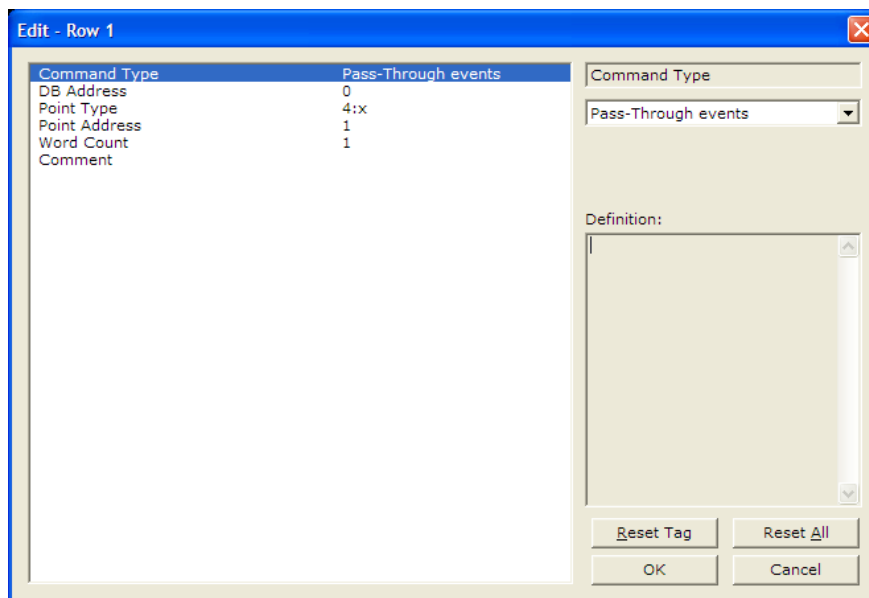 Edit - Row 1
Command Type Pass-Through events
DB Address 0
Point Type 4:x
Point Address 1
Word Count 1
Comment
Command Type
Pass-Through events
Definition:
Reset Tag Reset All
OK Cancel